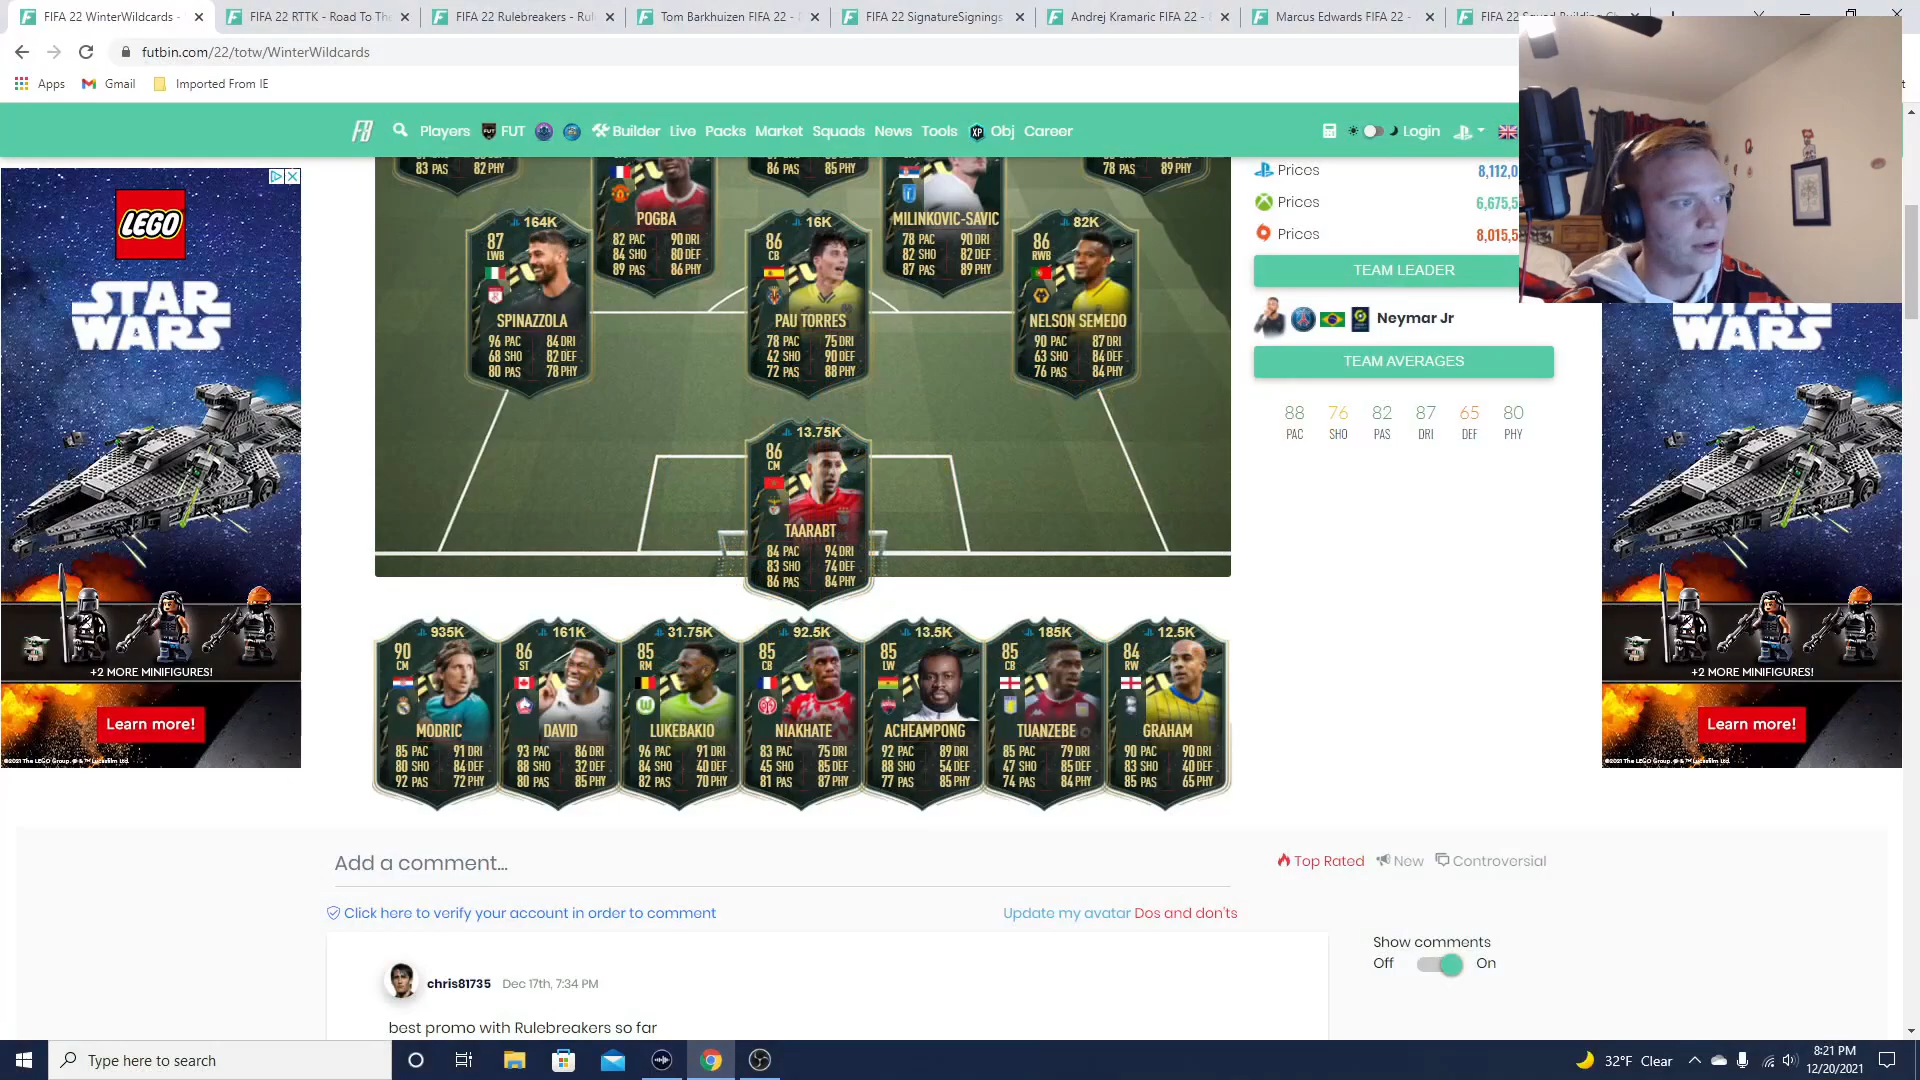 FIFA 22 WinterWildcards -
FIFA 22 RTTK - Road To The
FIFA 22 Rulebreakers - Rul
Tom Barkhuizen FIFA 22 -
FIFA 22 SignatureSignings
Andrej Kramaric FIFA 22 -
Marcus Edwards FIFA 22 -
futbin.com/22/totw/WinterWildcards
Apps Gmail Imported From IE
Players FUT Builder Live Packs Market Squads News Tools XP Obj Career Login
83 PAS 82 PHY
86 PAS 85 PHY
78 PAS 89 PHY
POGBA
82 PAC 90 DRI
84 SHO 80 DEF
89 PAS 86 PHY
MILINKOVIC-SAVIC
78 PAC 90 DRI
82 SHO 82 DEF
87 PAS 89 PHY
164K
87
LWB
SPINAZZOLA
96 PAC 84 DRI
68 SHO 82 DEF
80 PAS 78 PHY
16K
86
CB
PAU TORRES
78 PAC 75 DRI
42 SHO 90 DEF
72 PAS 88 PHY
82K
86
RWB
NELSON SEMEDO
90 PAC 87 DRI
63 SHO 84 DEF
76 PAS 84 PHY
13.75K
86
CM
TAARABT
84 PAC 94 DRI
83 SHO 74 DEF
86 PAS 84 PHY
935K
90
CM
MODRIC
85 PAC 91 DRI
80 SHO 84 DEF
92 PAS 72 PHY
161K
86
ST
DAVID
93 PAC 86 DRI
88 SHO 32 DEF
80 PAS 85 PHY
31.75K
85
RM
LUKEBAKIO
96 PAC 91 DRI
84 SHO 40 DEF
82 PAS 70 PHY
92.5K
85
CB
NIAKHATE
83 PAC 75 DRI
45 SHO 85 DEF
81 PAS 87 PHY
13.5K
85
LW
ACHEAMPONG
92 PAC 89 DRI
88 SHO 54 DEF
77 PAS 85 PHY
185K
85
CB
TUANZEBE
85 PAC 79 DRI
47 SHO 85 DEF
74 PAS 84 PHY
12.5K
84
RW
GRAHAM
90 PAC 90 DRI
83 SHO 40 DEF
85 PAS 65 PHY
Prices 8,112,0
Prices 6,675,5
Prices 8,015,5
TEAM LEADER
Neymar Jr
TEAM AVERAGES
88 76 82 87 65 80
PAC SHO PAS DRI DEF PHY
LEGO
STAR
WARS
+2 MORE MINIFIGURES!
Learn more!
WARS
+2 MORE MINIFIGURES!
Learn more!
Add a comment...
Top Rated New Controversial
Click here to verify your account in order to comment
Update my avatar Dos and don'ts
Show comments
Off On
chris81735 Dec 17th, 7:34 PM
best promo with Rulebreakers so far
Type here to search
32°F Clear
8:21 PM
12/20/2021